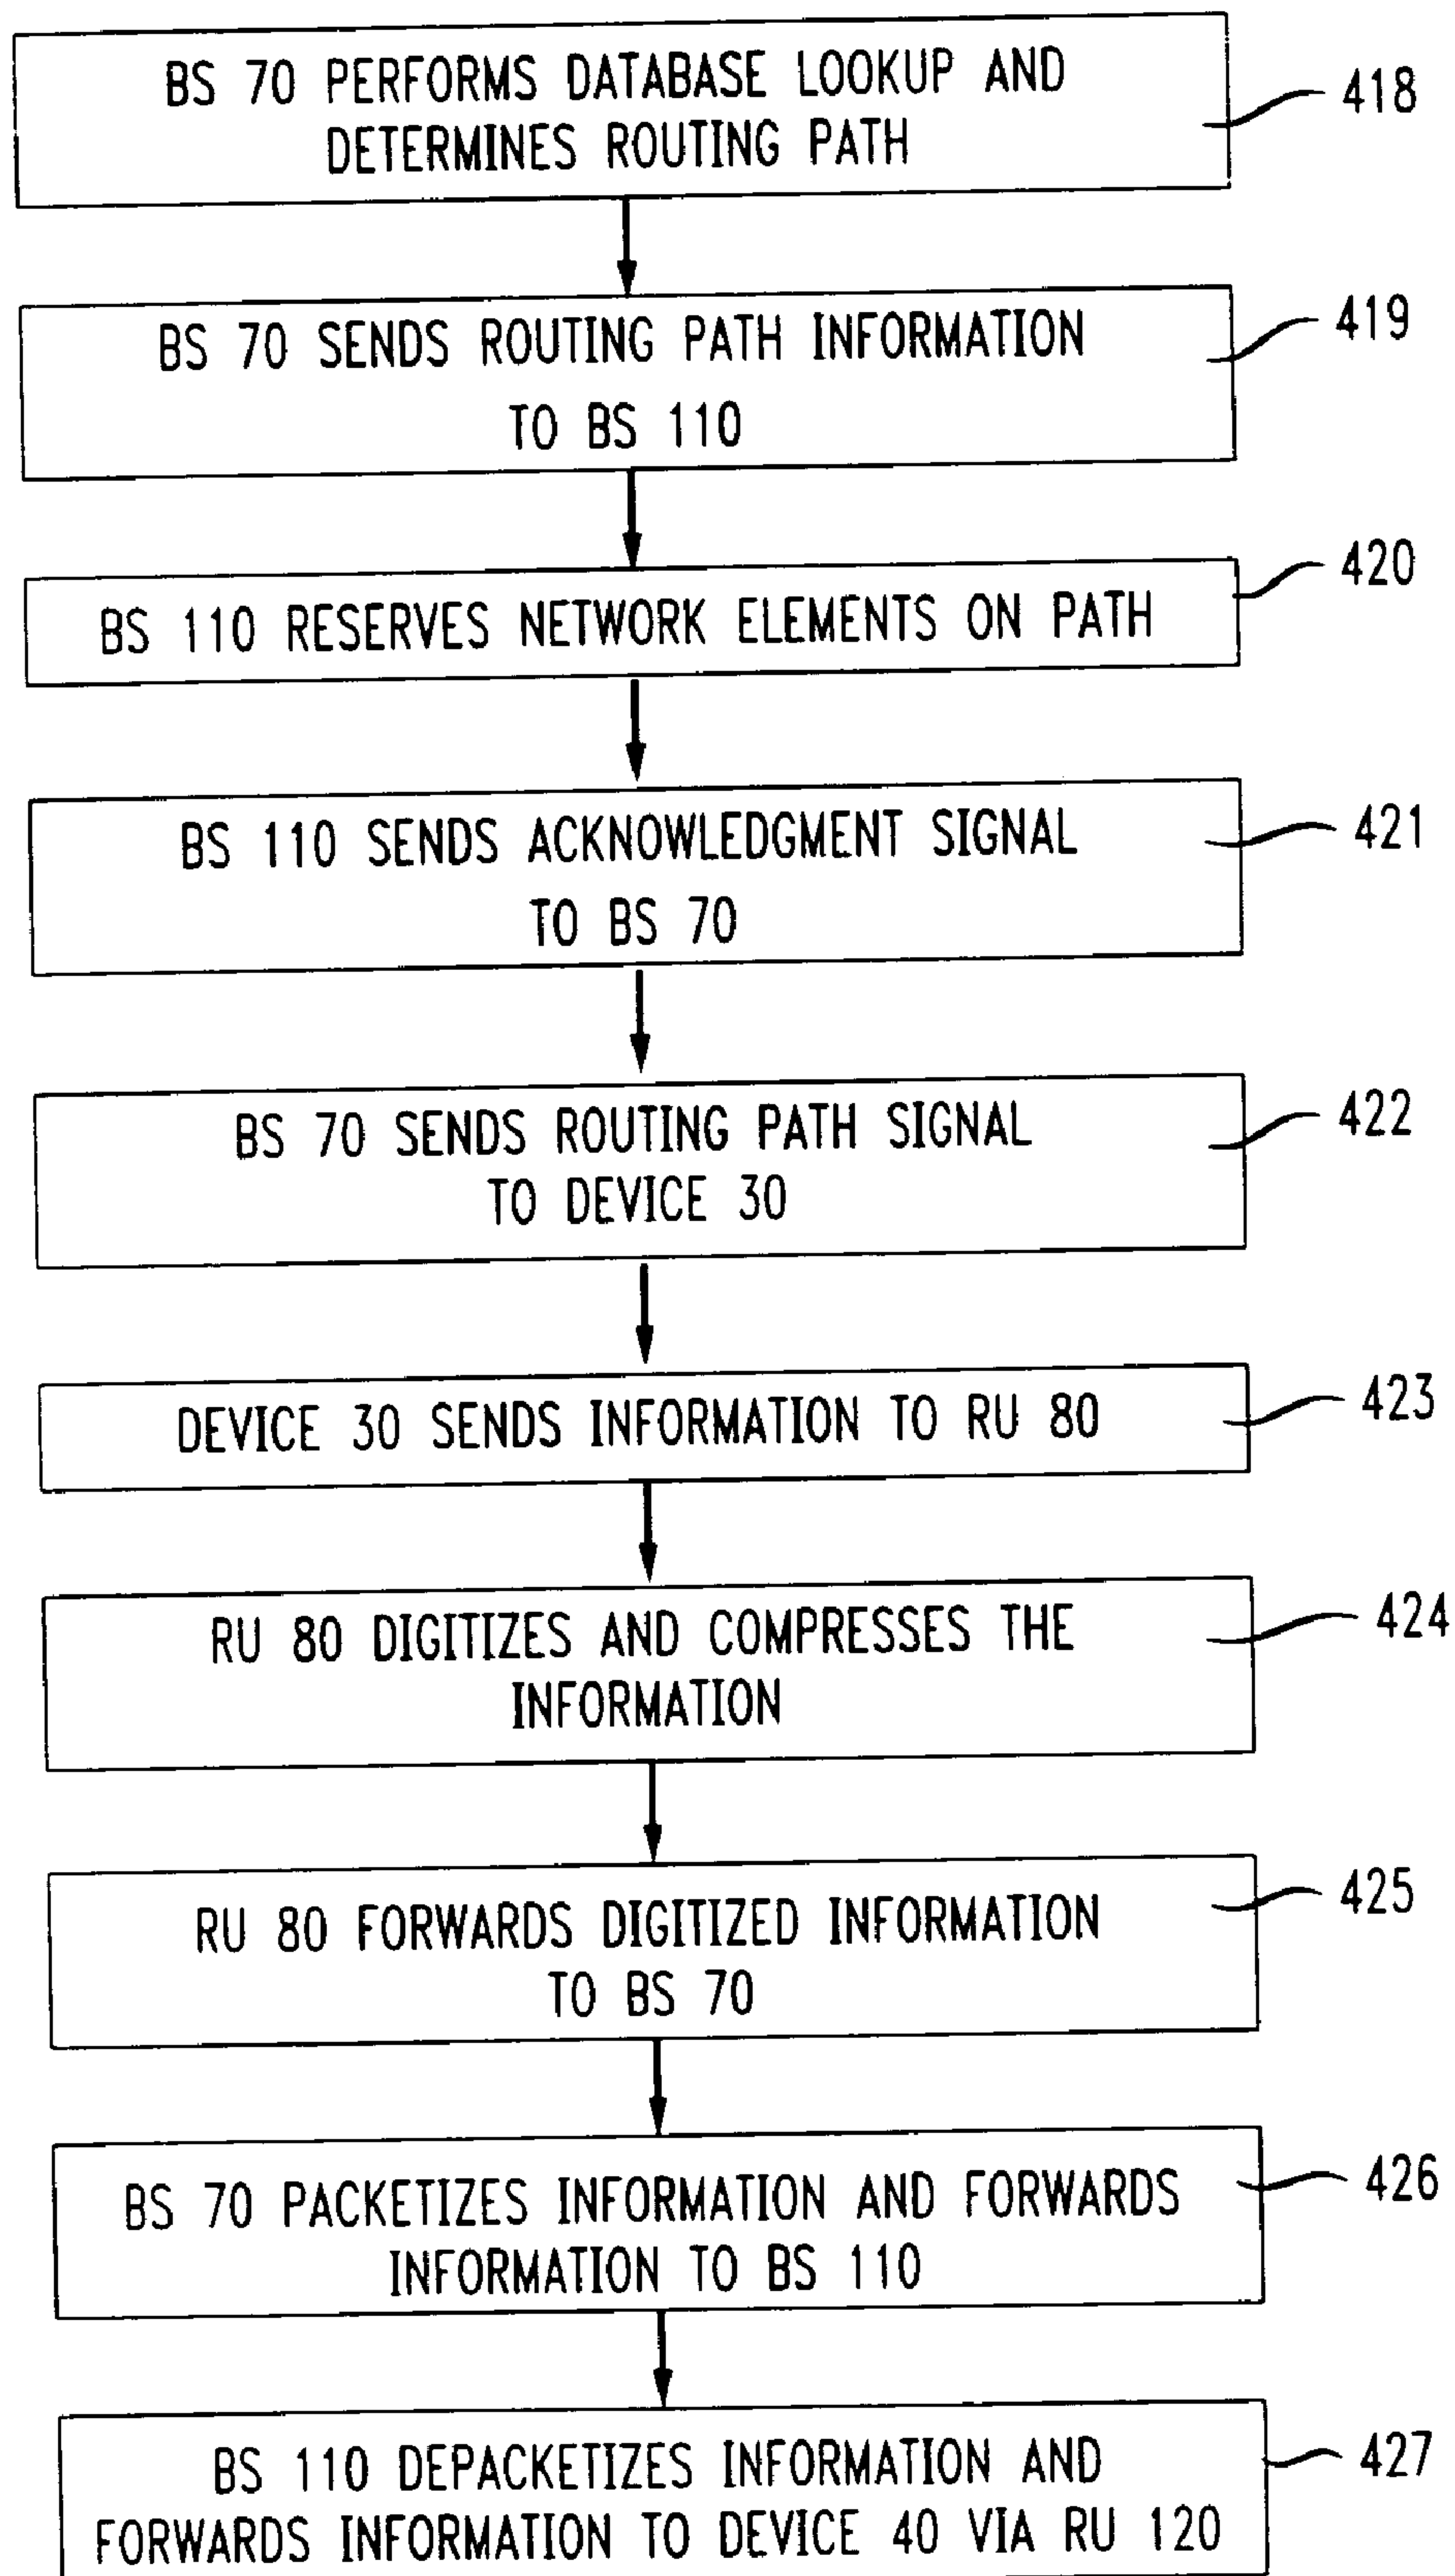 BS 70 PERFORMS DATABASE LOOKUP AND
DETERMINES ROUTING PATH
418
BS 70 SENDS ROUTING PATH INFORMATION
TO BS 110
419
BS 110 RESERVES NETWORK ELEMENTS ON PATH
420
BS 110 SENDS ACKNOWLEDGMENT SIGNAL
TO BS 70
421
BS 70 SENDS ROUTING PATH SIGNAL
TO DEVICE 30
422
DEVICE 30 SENDS INFORMATION TO RU 80
423
RU 80 DIGITIZES AND COMPRESSES THE
INFORMATION
424
RU 80 FORWARDS DIGITIZED INFORMATION
TO BS 70
425
BS 70 PACKETIZES INFORMATION AND FORWARDS
INFORMATION TO BS 110
426
BS 110 DEPACKETIZES INFORMATION AND
FORWARDS INFORMATION TO DEVICE 40 VIA RU 120
427